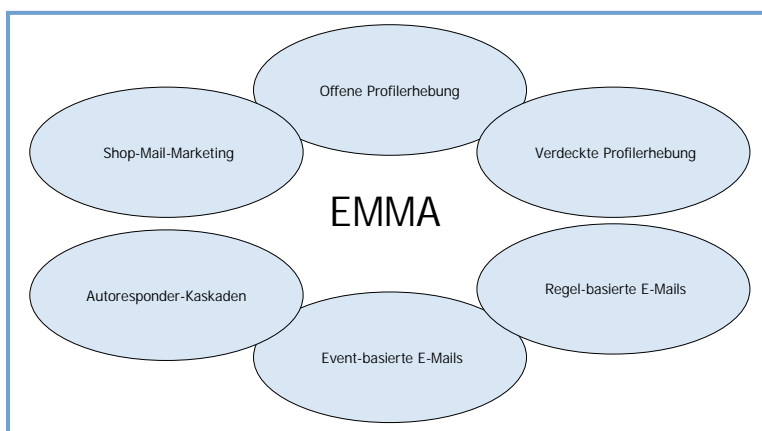 Offene Profilerhebung
Shop-Mail-Marketing
Verdeckte Profilerhebung
EMMA
Autoresponder-Kaskaden
Regel-basierte E-Mails
Event-basierte E-Mails